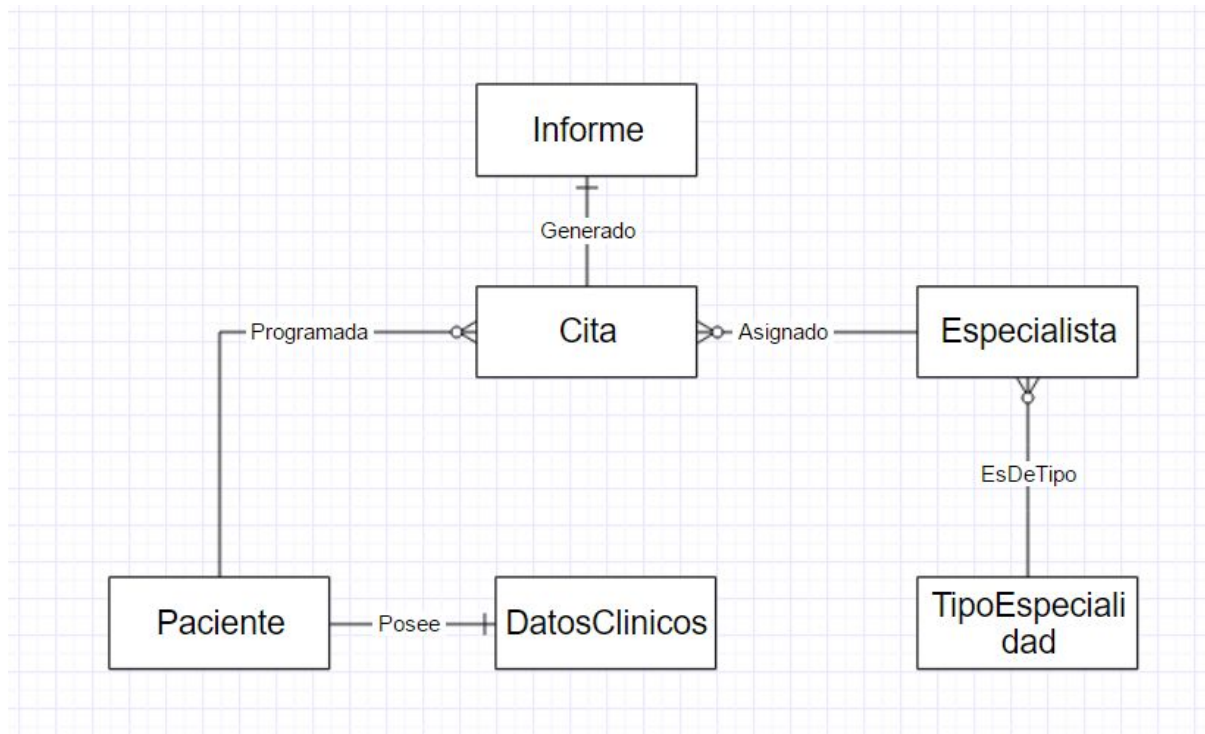 Informe
Generado
Programada
Cita
Asignado
Especialista
EsDeTipo
Paciente
Posee
DatosClinicos
TipoEspeciali
dad